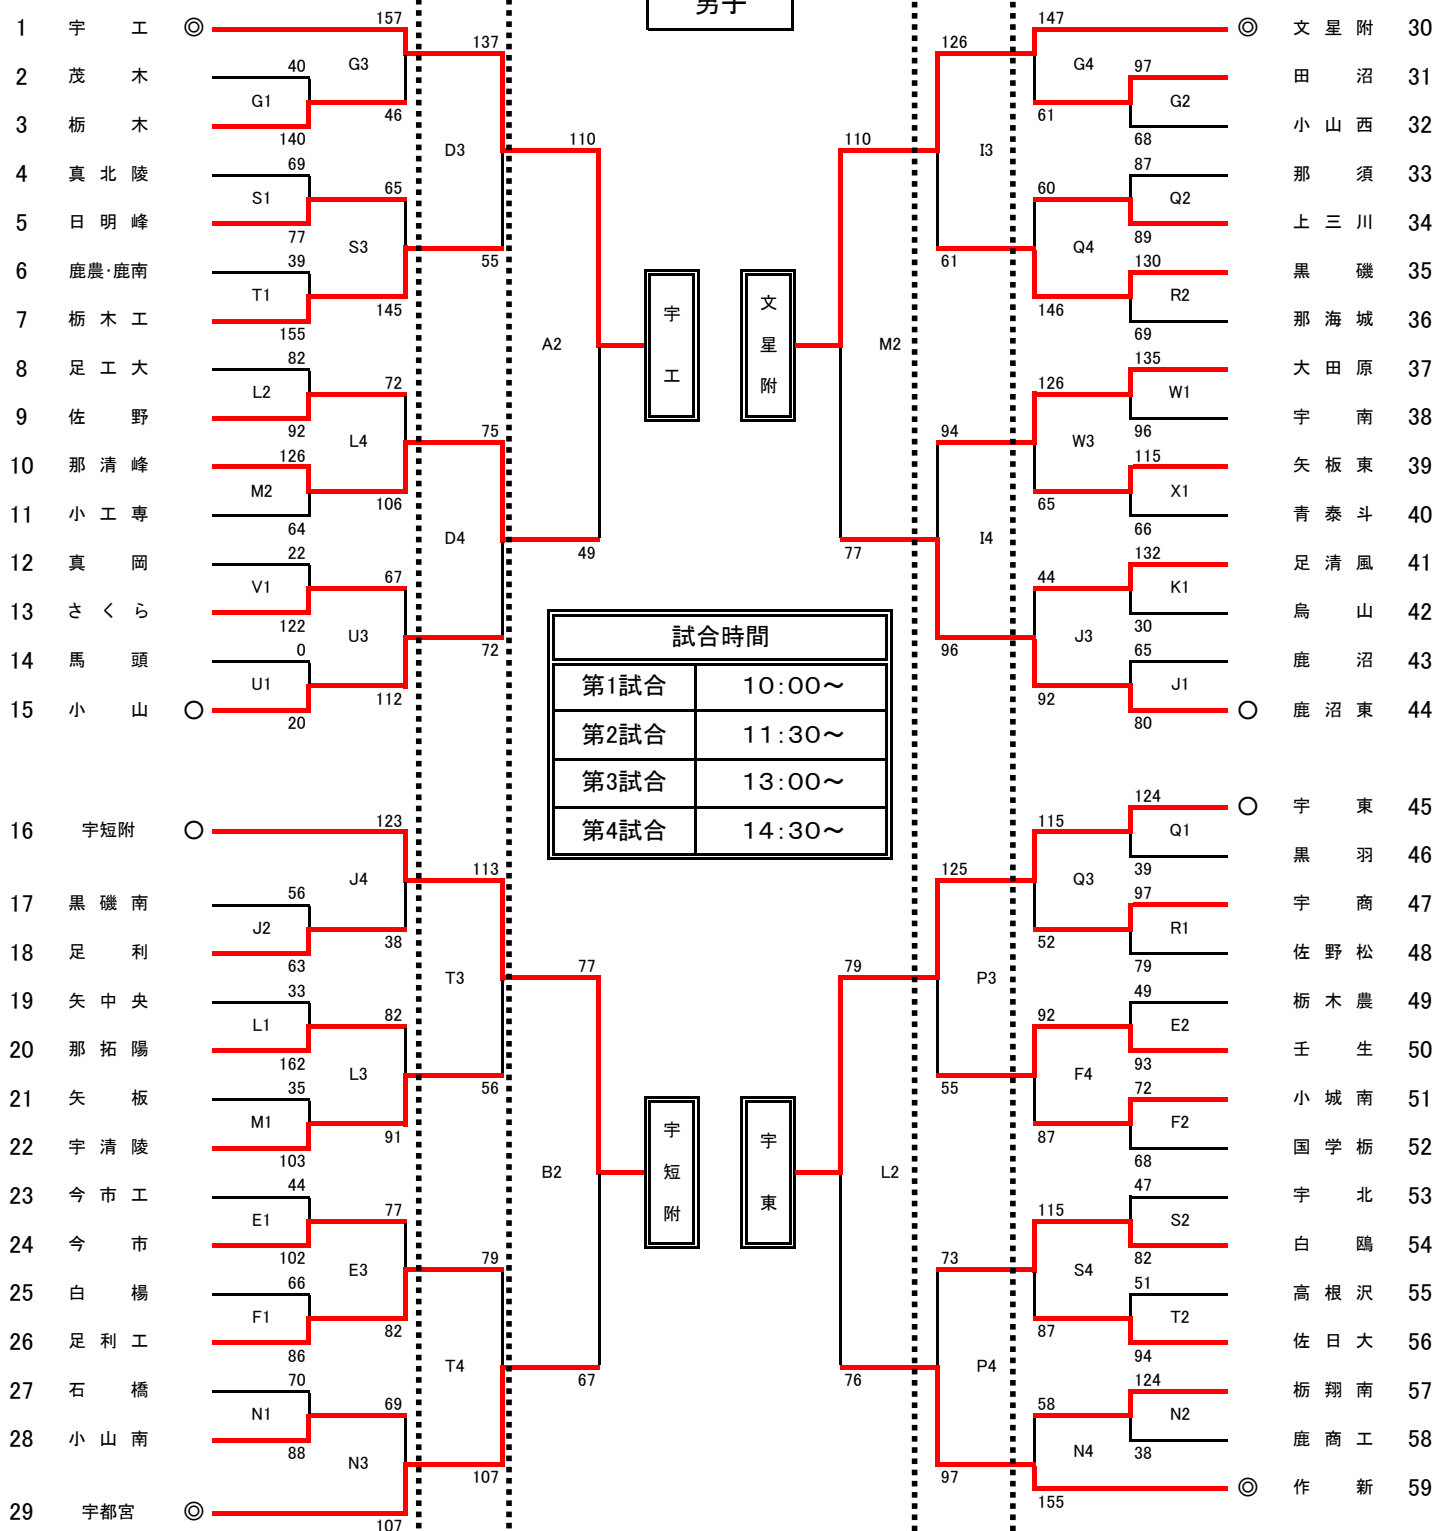 男子
157
147
1 宇工 ◎
◎ 文星附 30
137
126
40
G3
G4
97
2 茂木
田沼 31
G1
G2
46
61
3 栃木
小山西 32
140
68
110
110
D3
I3
69
87
4 真北陵
那須 33
65
60
S1
Q2
5 日明峰
上三川 34
77
89
S3
Q4
39
55
61
130
6 鹿農・鹿南
黒磯 35
T1
R2
145
146
7 栃木工
那海城 36
155
69
宇工
文星附
A2
M2
82
135
8 足工大
大田原 37
72
126
L2
W1
9 佐野
宇南 38
92
96
L4
75
94
W3
126
115
10 那清峰
矢板東 39
M2
X1
106
65
11 小工専
青泰斗 40
64
66
D4
I4
22
49
77
132
12 真岡
足清風 41
67
44
V1
K1
13 さくら
烏山 42
122
30
U3
J3
0
72
96
65
14 馬頭
鹿沼 43
U1
J1
112
92
15 小山 ○
○ 鹿沼東 44
20
80
試合時間
第1試合 10:00～
第2試合 11:30～
第3試合 13:00～
第4試合 14:30～
124
○ 宇東 45
16 宇短附 ○
123
115
Q1
黒羽 46
39
J4
113
125
Q3
56
97
17 黒磯南
宇商 47
J2
R1
38
52
18 足利
佐野松 48
63
79
77
79
T3
P3
33
49
19 矢中央
栃木農 49
82
92
L1
E2
20 那拓陽
壬生 50
162
93
L3
F4
35
56
55
72
21 矢板
小城南 51
M1
F2
91
87
22 宇清陵
国学栃 52
103
68
宇短附
宇東
B2
L2
44
47
23 今市工
宇北 53
77
115
E1
S2
24 今市
白鴎 54
102
82
E3
79
73
S4
66
51
25 白楊
高根沢 55
F1
T2
82
87
26 足利工
佐日大 56
86
94
T4
P4
70
67
76
124
27 石橋
栃翔南 57
69
58
N1
N2
28 小山南
鹿商工 58
88
38
N3
N4
107
97
作新 59
◎
155
29 宇都宮 ◎
107